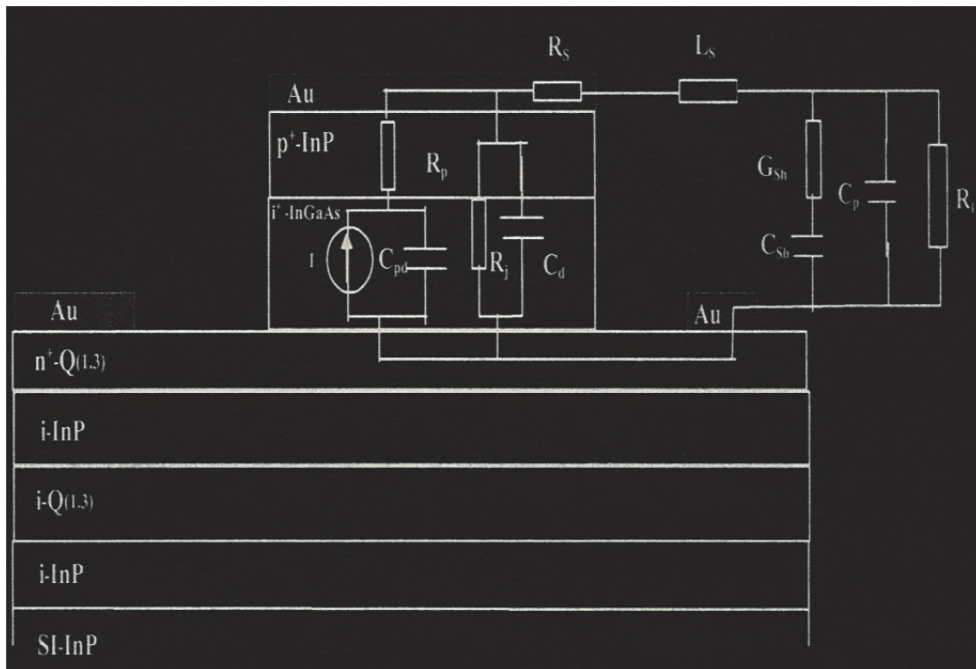 R_S
L_S
Au
p⁺-InP
R_p
G_Sh
C_p
i⁺-InGaAs
I
C_pd
R_j
C_d
C_Sh
Au
Au
n⁺-Q(1.3)
i-InP
i-Q(1.3)
i-InP
SI-InP